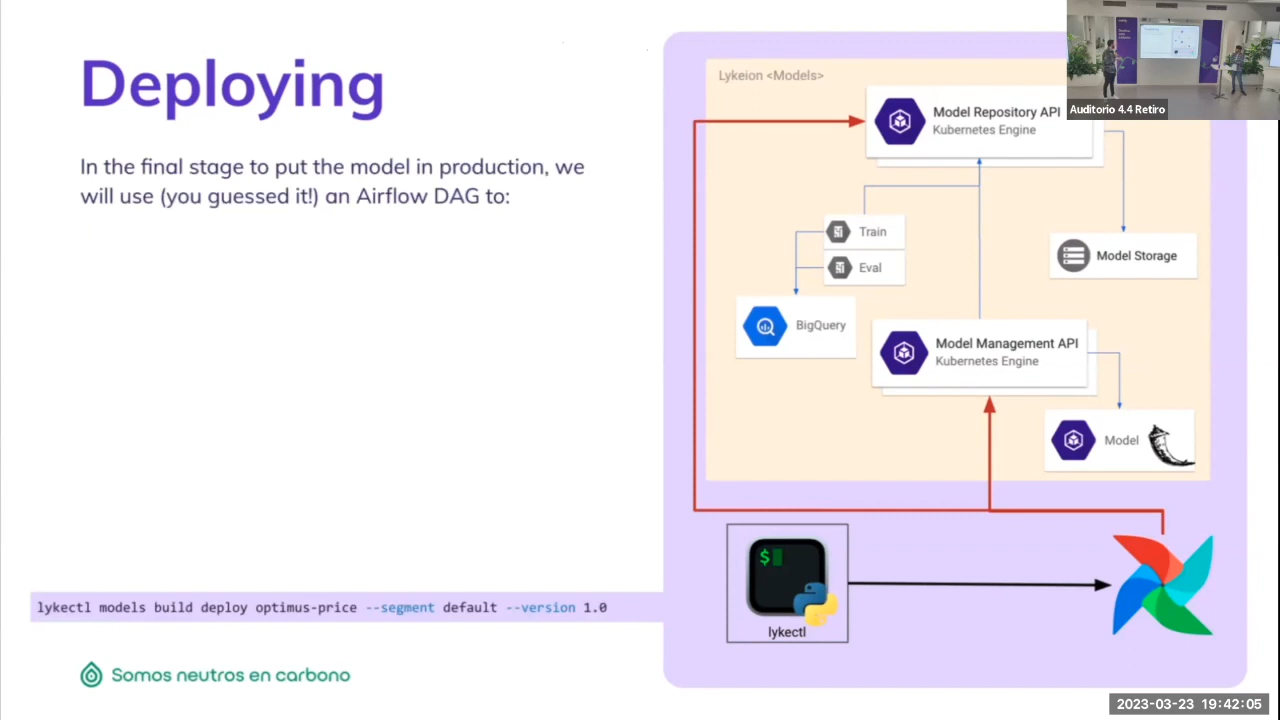 Deploying
In the final stage to put the model in production, we
will use (you guessed it!) an Airflow DAG to:
lykectl models build deploy optimus-price --segment default --version 1.0
Somos neutros en carbono
Lykeion <Models>
Model Repository API
Kubernetes Engine
Train
Eval
BigQuery
Model Storage
Model Management API
Kubernetes Engine
Model
$
lykectl
Auditorio 4.4 Retiro
2023-03-23 19:42:05